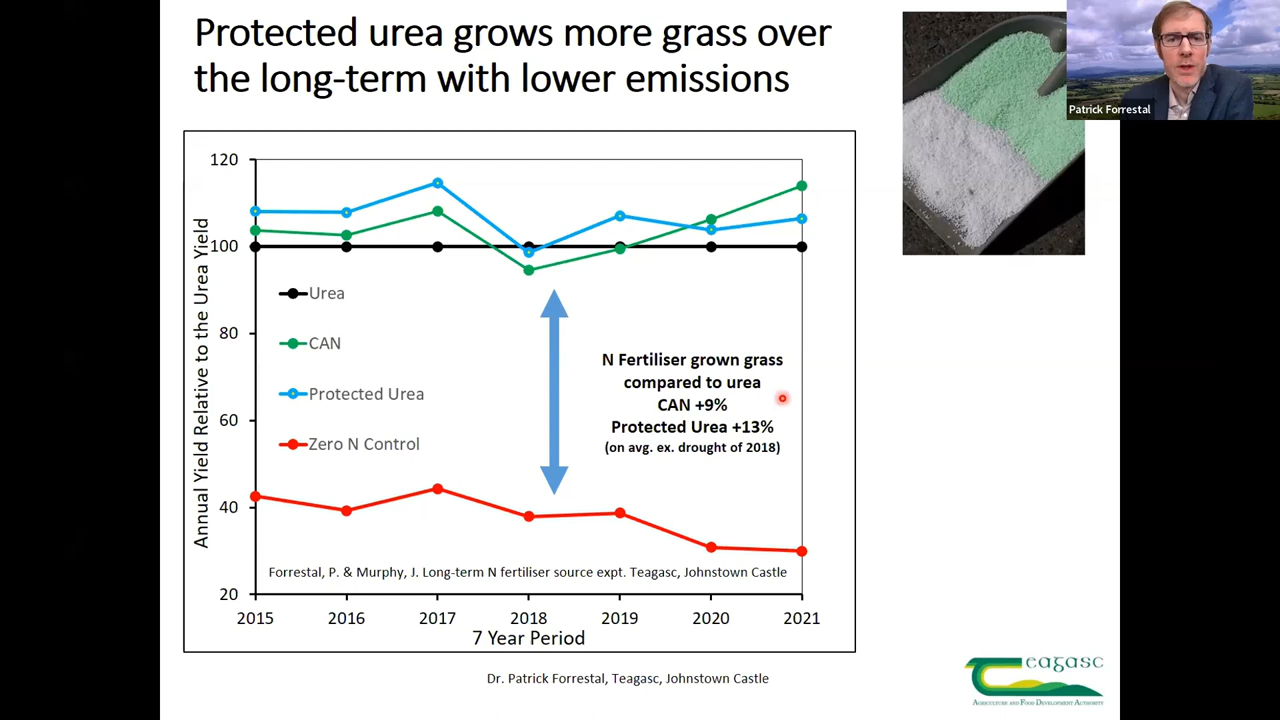 Protected urea grows more grass over
the long-term with lower emissions
Patrick Forrestal
120
100
80
60
40
20
Annual Yield Relative to the Urea Yield
Urea
CAN
Protected Urea
Zero N Control
N Fertiliser grown grass
compared to urea
CAN +9%
Protected Urea +13%
(on avg. ex. drought of 2018)
Forrestal, P. & Murphy, J. Long-term N fertiliser source expt. Teagasc, Johnstown Castle
2015 2016 2017 2018 2019 2020 2021
7 Year Period
Dr. Patrick Forrestal, Teagasc, Johnstown Castle
Teagasc
Agriculture and Food Development Authority